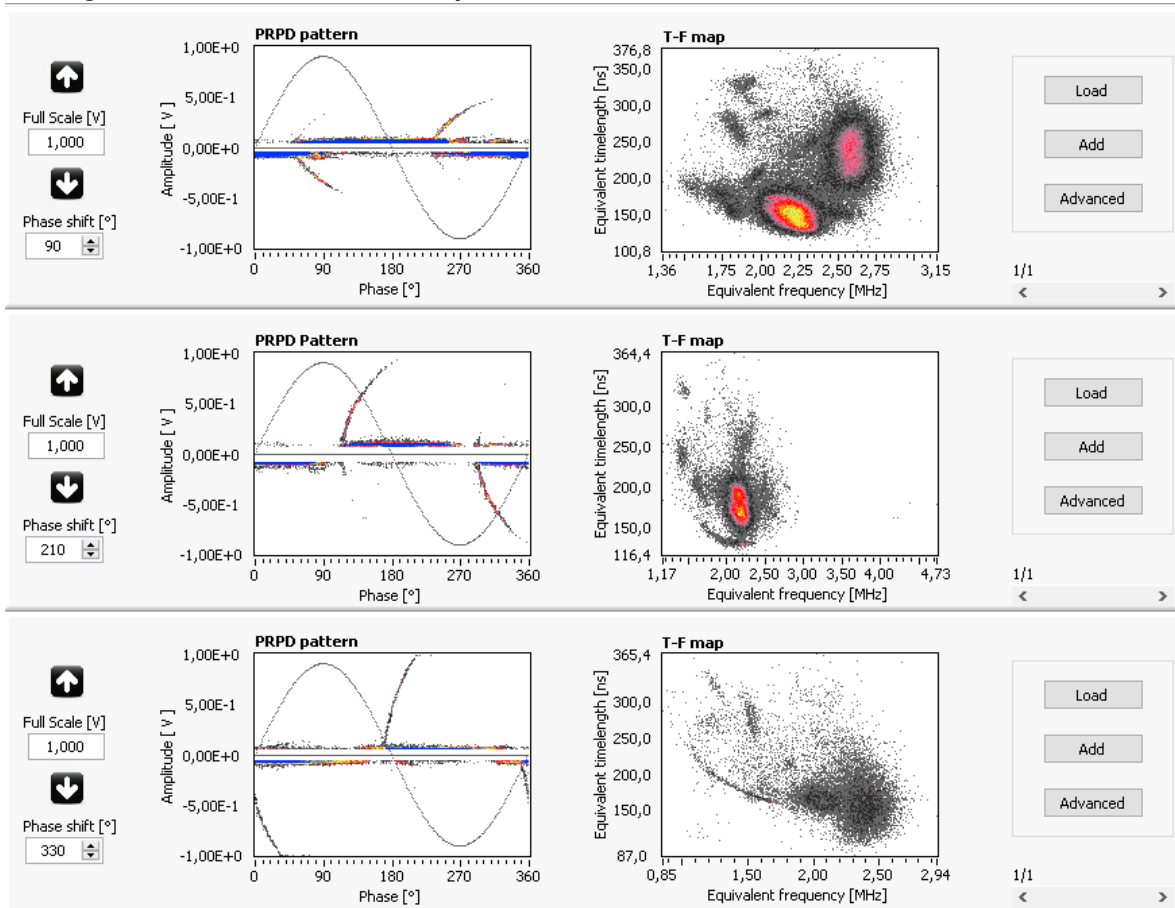 PRPD pattern
T-F map
Full Scale [V]
1,000
Phase shift [°]
90
Amplitude [ V ]
1,00E+0
5,00E-1
0,00E+0
-5,00E-1
-1,00E+0
0 90 180 270 360
Phase [°]
Equivalent timelength [ns]
376,8
350,0
300,0
250,0
200,0
150,0
100,8
1,36 1,75 2,00 2,25 2,50 2,75 3,15
Equivalent frequency [MHz]
Load
Add
Advanced
1/1
PRPD Pattern
T-F map
Full Scale [V]
1,000
Phase shift [°]
210
Amplitude [ V ]
1,00E+0
5,00E-1
0,00E+0
-5,00E-1
-1,00E+0
0 90 180 270 360
Phase [°]
Equivalent timelength [ns]
364,4
300,0
250,0
200,0
150,0
116,4
1,17 2,00 2,50 3,00 3,50 4,00 4,73
Equivalent frequency [MHz]
Load
Add
Advanced
1/1
PRPD pattern
T-F map
Full Scale [V]
1,000
Phase shift [°]
330
Amplitude [ V ]
1,00E+0
5,00E-1
0,00E+0
-5,00E-1
-1,00E+0
0 90 180 270 360
Phase [°]
Equivalent timelength [ns]
365,4
300,0
250,0
200,0
150,0
87,0
0,85 1,50 2,00 2,50 2,94
Equivalent frequency [MHz]
Load
Add
Advanced
1/1